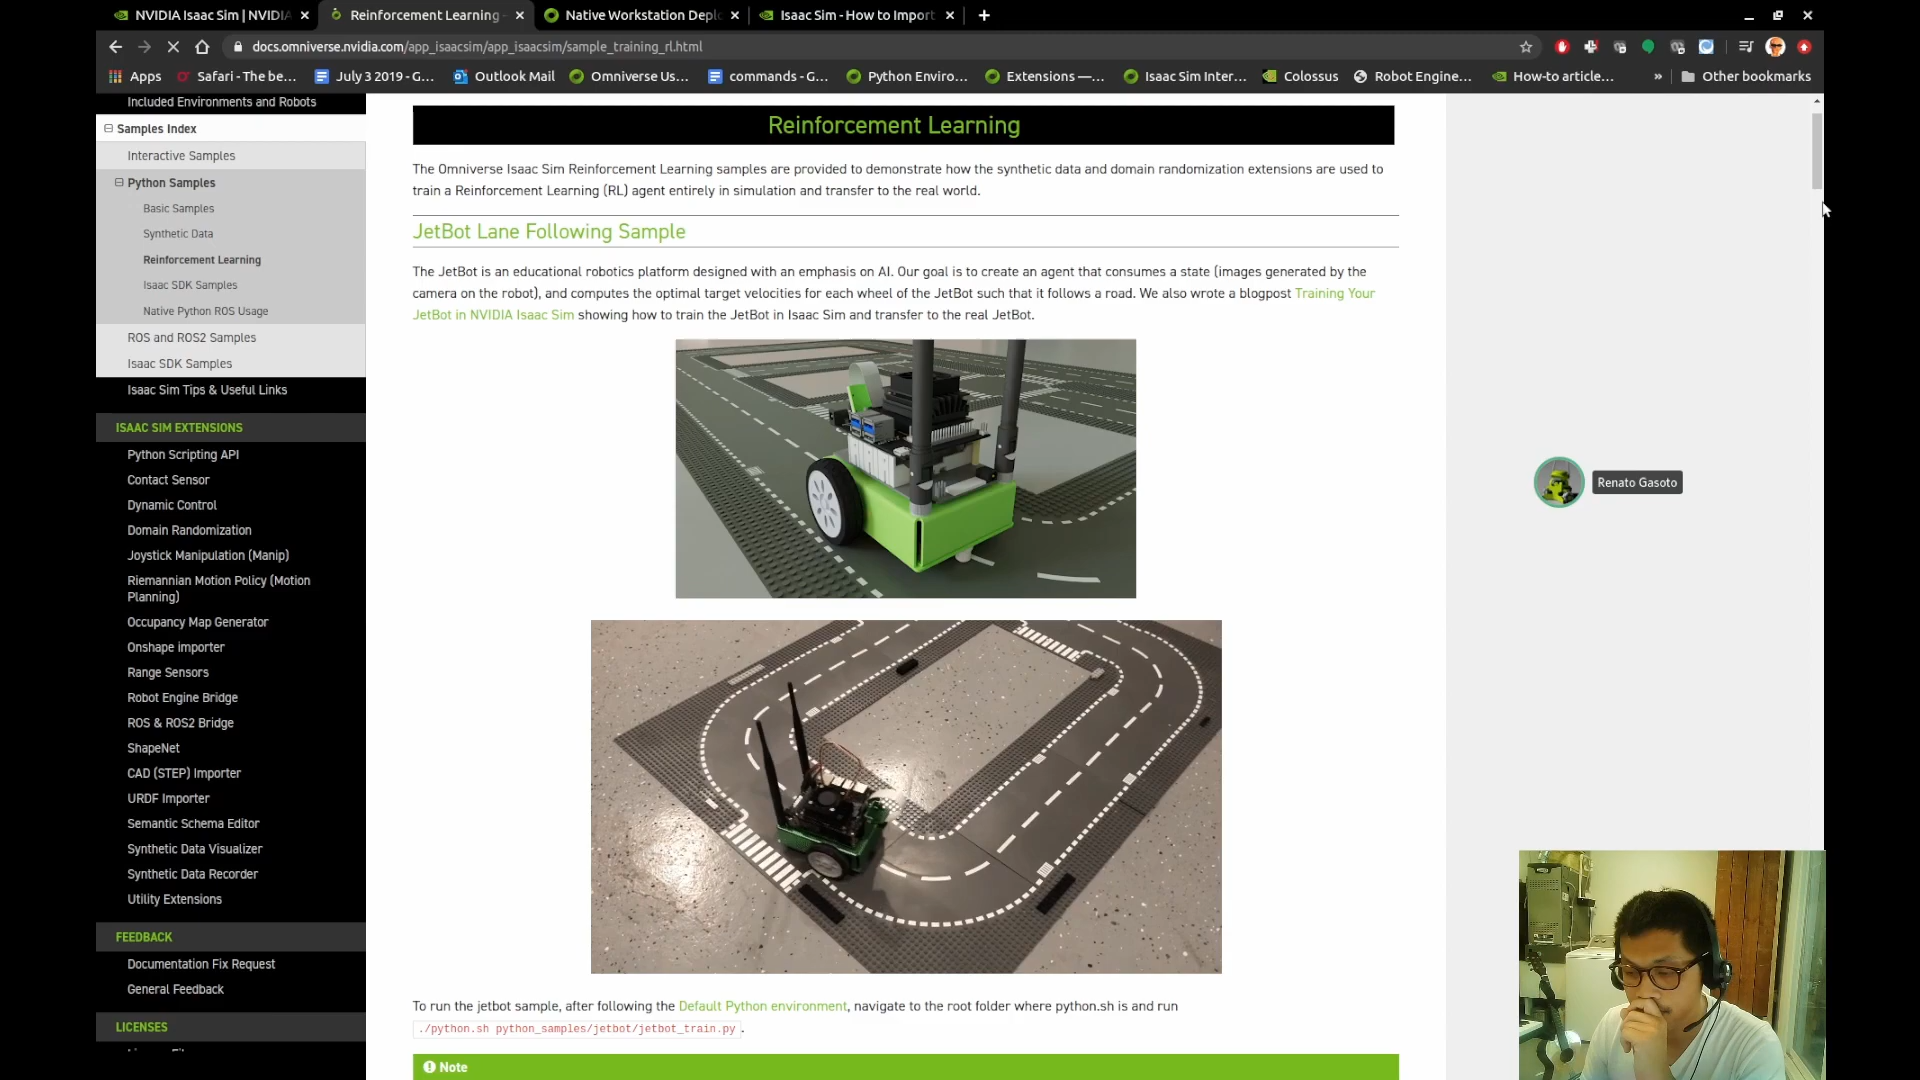 NVIDIA Isaac Sim | NVIDIA
Reinforcement Learning -
Native Workstation Depl
Isaac Sim - How to Import
docs.omniverse.nvidia.com/app_isaacsim/app_isaacsim/sample_training_rl.html
Apps
Safari - The be...
July 3 2019 - G...
Outlook Mail
Omniverse Us...
commands - G...
Python Enviro...
Extensions —...
Isaac Sim Inter...
Colossus
Robot Engine...
How-to article...
»
Other bookmarks
Included Environments and Robots
Samples Index
Interactive Samples
Python Samples
Basic Samples
Synthetic Data
Reinforcement Learning
Isaac SDK Samples
Native Python ROS Usage
ROS and ROS2 Samples
Isaac SDK Samples
Isaac Sim Tips & Useful Links
ISAAC SIM EXTENSIONS
Python Scripting API
Contact Sensor
Dynamic Control
Domain Randomization
Joystick Manipulation (Manip)
Riemannian Motion Policy (Motion
Planning)
Occupancy Map Generator
Onshape importer
Range Sensors
Robot Engine Bridge
ROS & ROS2 Bridge
ShapeNet
CAD (STEP) Importer
URDF Importer
Semantic Schema Editor
Synthetic Data Visualizer
Synthetic Data Recorder
Utility Extensions
FEEDBACK
Documentation Fix Request
General Feedback
LICENSES
Reinforcement Learning
The Omniverse Isaac Sim Reinforcement Learning samples are provided to demonstrate how the synthetic data and domain randomization extensions are used to
train a Reinforcement Learning (RL) agent entirely in simulation and transfer to the real world.
JetBot Lane Following Sample
The JetBot is an educational robotics platform designed with an emphasis on AI. Our goal is to create an agent that consumes a state (images generated by the
camera on the robot), and computes the optimal target velocities for each wheel of the JetBot such that it follows a road. We also wrote a blogpost Training Your
JetBot in NVIDIA Isaac Sim showing how to train the JetBot in Isaac Sim and transfer to the real JetBot.
To run the jetbot sample, after following the Default Python environment, navigate to the root folder where python.sh is and run
./python.sh python_samples/jetbot/jetbot_train.py .
Note
Renato Gasoto